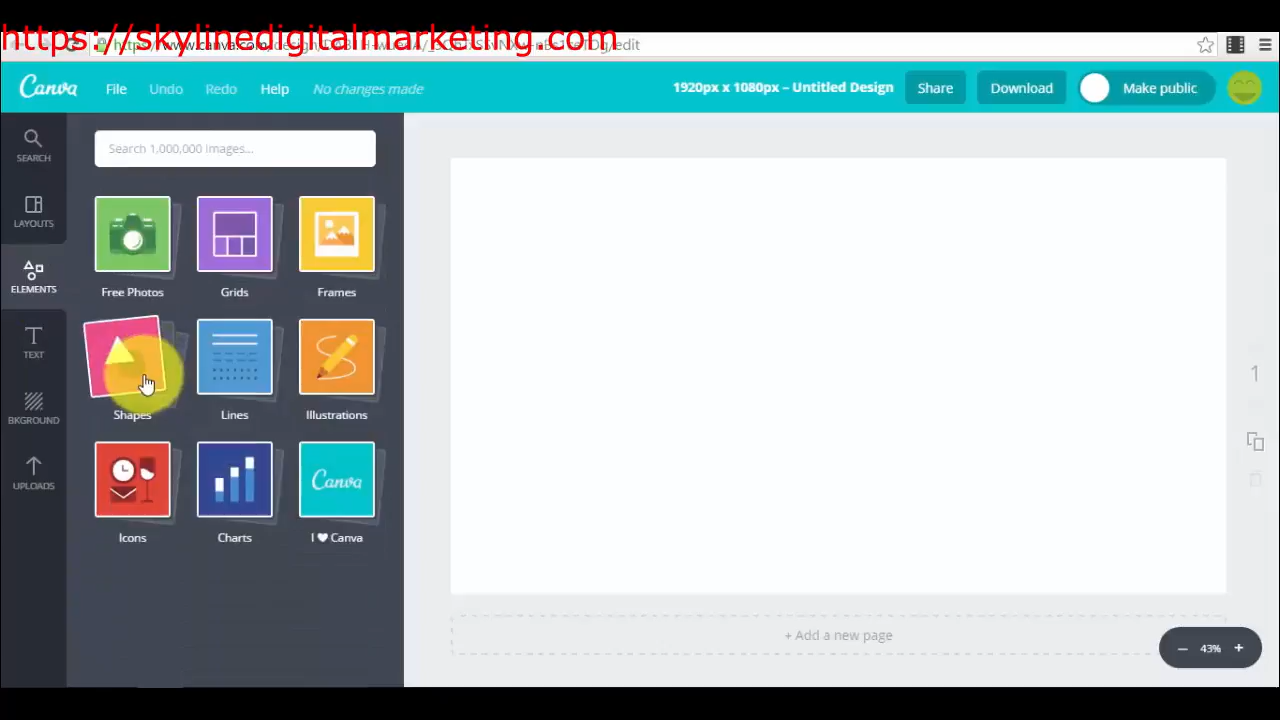 https://skylinedigitalmarketing.com
edit
Canva
File
Undo
Redo
Help
No changes made
1920px x 1080px – Untitled Design
Share
Download
Make public
SEARCH
LAYOUTS
ELEMENTS
TEXT
BKGROUND
UPLOADS
Search 1,000,000 images...
Free Photos
Grids
Frames
Shapes
Lines
Illustrations
Canva
Icons
Charts
I ♥ Canva
1
+ Add a new page
43%